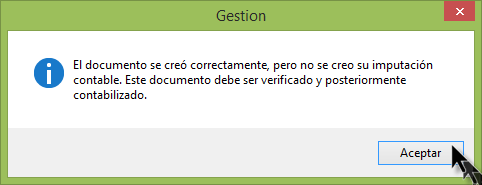 Gestion
El documento se creó correctamente, pero no se creo su imputación
contable. Este documento debe ser verificado y posteriormente
contabilizado.
Aceptar